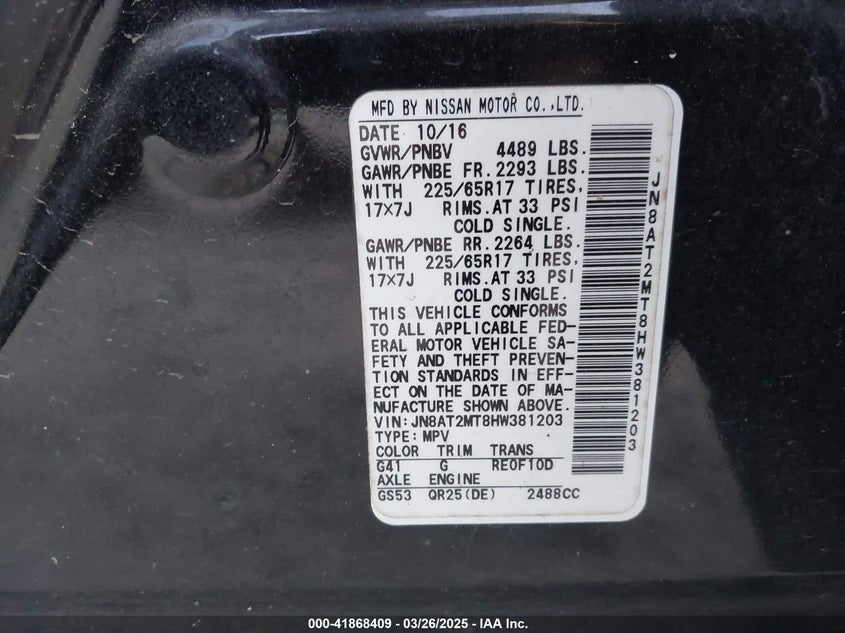 MFD BY NISSAN MOTOR CO.,LTD.
DATE 10/16
GVWR/PNBV 4489 LBS.
GAWR/PNBE FR. 2293 LBS.
WITH 225/65R17 TIRES,
17×7J RIMS. AT 33 PSI
COLD SINGLE.
GAWR/PNBE RR. 2264 LBS.
WITH 225/65R17 TIRES,
17×7J RIMS. AT 33 PSI
COLD SINGLE.
THIS VEHICLE CONFORMS
TO ALL APPLICABLE FED-
ERAL MOTOR VEHICLE SA-
FETY AND THEFT PREVEN-
TION STANDARDS IN EFF-
ECT ON THE DATE OF MA-
NUFACTURE SHOWN ABOVE.
VIN: JN8AT2MT8HW381203
TYPE: MPV
COLOR TRIM TRANS
G41 G RE0F10D
AXLE ENGINE
GS53 QR25(DE) 2488CC
JN8AT2MT8HW381203
000-41868409 - 03/26/2025 - IAA Inc.